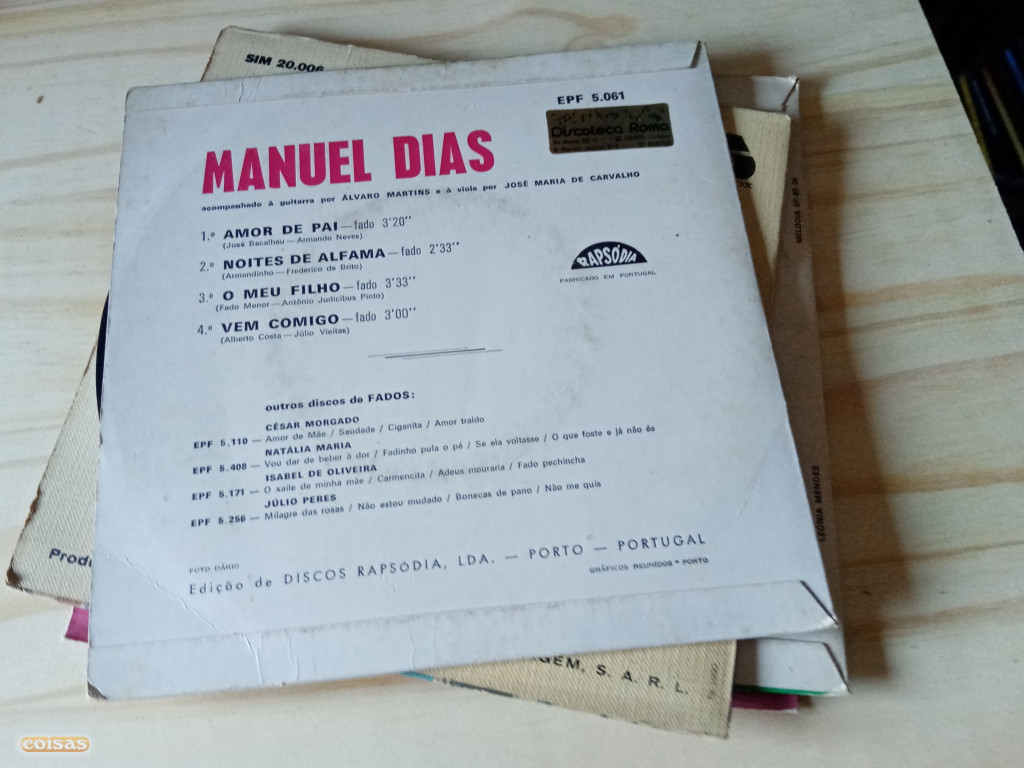 SIM 20.006
EPF 5.061
Discoteca Roma
MANUEL DIAS
acompanhado à guitarra por ÁLVARO MARTINS e à viola por JOSÉ MARIA DE CARVALHO
1.º AMOR DE PAI — fado 3'20''
(José Bacalhau — Armando Neves)
2.º NOITES DE ALFAMA — fado 2'33''
(Armandinho — Frederico de Brito)
3.º O MEU FILHO — fado 3'33''
(Fado Menor — António Judicibus Pinto)
4.º VEM COMIGO — fado 3'00''
(Alberto Costa — Júlio Vieitas)
RAPSÓDIA
FABRICADO EM PORTUGAL
outros discos de FADOS:
CÉSAR MORGADO
EPF 5.110 — Amor de Mãe / Saudade / Ciganita / Amor traído
NATÁLIA MARIA
EPF 5.408 — Vou dar de beber à dor / Fadinho pula o pé / Se ela voltasse / O que foste e já não és
ISABEL DE OLIVEIRA
EPF 5.171 — O xaile de minha mãe / Carmencita / Adeus mouraria / Fado pechincha
JÚLIO PERES
EPF 5.256 — Milagre das rosas / Não estou mudado / Bonecas de pano / Não me quis
FOTO DÁRIO
Edição de DISCOS RAPSÓDIA, LDA. — PORTO — PORTUGAL
GRÁFICOS REUNIDOS - PORTO
MELODIA EP-85-20
LEONIA MENDES
Produ
GEM, S. A. R. L.
coisas